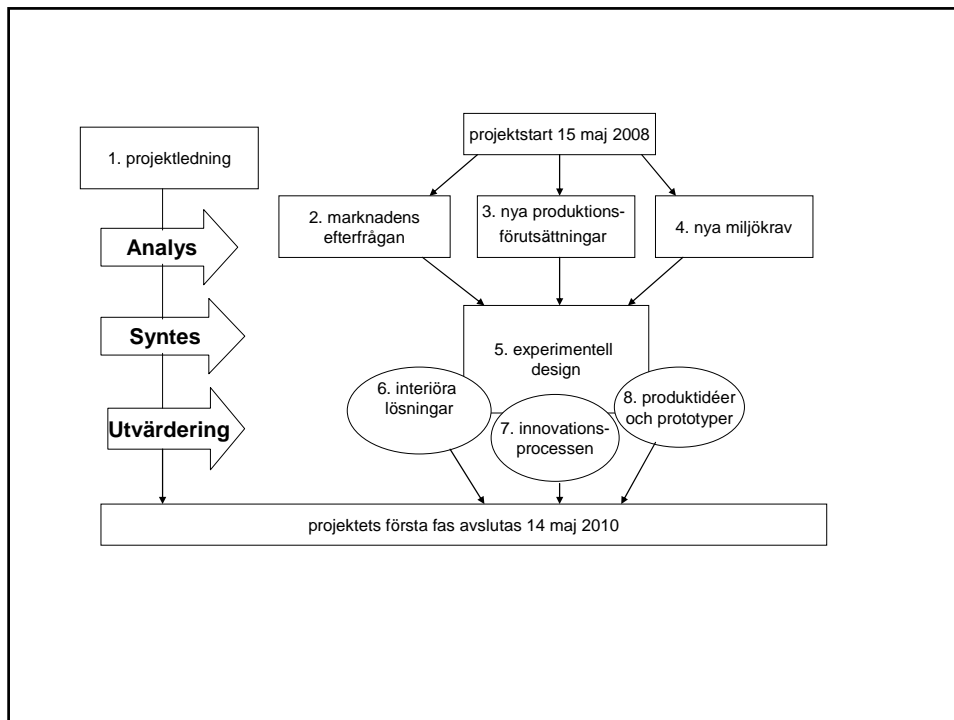 1. projektledning
Analys
Syntes
Utvärdering
projektstart 15 maj 2008
2. marknadens
efterfrågan
3. nya produktions-
förutsättningar
4. nya miljökrav
5. experimentell
design
6. interiöra
lösningar
7. innovations-
processen
8. produktidéer
och prototyper
projektets första fas avslutas 14 maj 2010